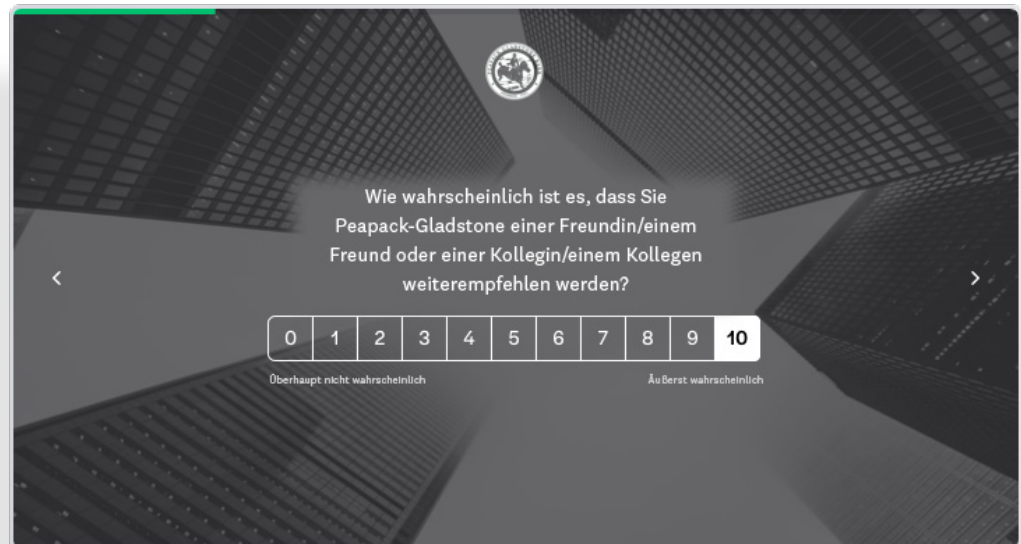 Wie wahrscheinlich ist es, dass Sie
Peapack-Gladstone einer Freundin/einem
Freund oder einer Kollegin/einem Kollegen
weiterempfehlen werden?
0 1 2 3 4 5 6 7 8 9 10
Überhaupt nicht wahrscheinlich Äußerst wahrscheinlich